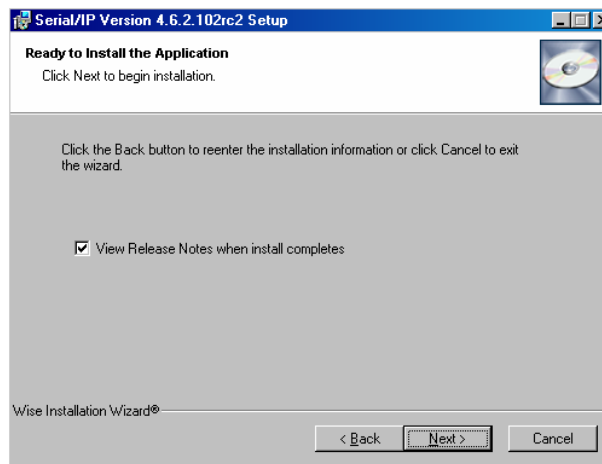 Serial/IP Version 4.6.2.102rc2 Setup
Ready to Install the Application
Click Next to begin installation.
Click the Back button to reenter the installation information or click Cancel to exit
the wizard.
View Release Notes when install completes
Wise Installation Wizard®
< Back Next > Cancel